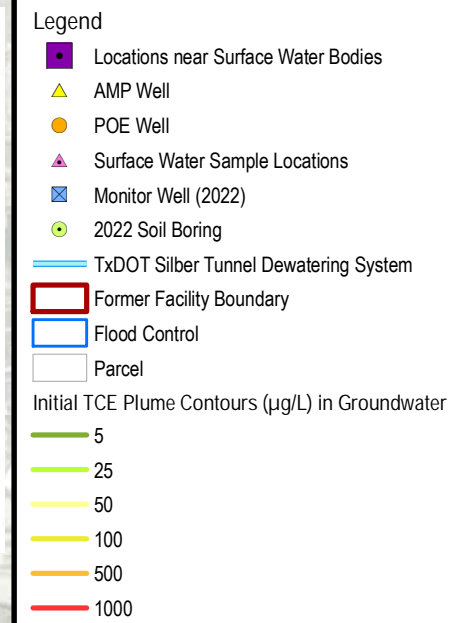 Legend
Locations near Surface Water Bodies
AMP Well
POE Well
Surface Water Sample Locations
Monitor Well (2022)
2022 Soil Boring
TxDOT Silber Tunnel Dewatering System
Former Facility Boundary
Flood Control
Parcel
Initial TCE Plume Contours (µg/L) in Groundwater
5
25
50
100
500
1000